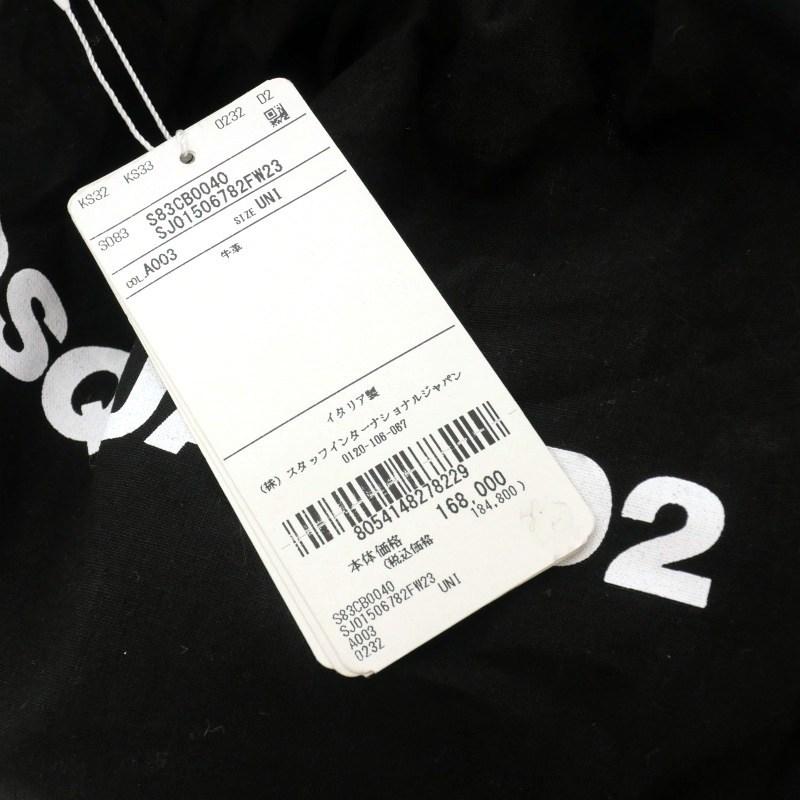 KS32 KS33 0232 D2
S083 S83CB0040
SJ01506782FW23
COL. A003 SIZE UNI
牛革
イタリア製
(株) スタッフインターナショナルジャパン
0120-106-067
8054148278229
本体価格 168,000
(税込価格 184,800)
S83CB0040
SJ01506782FW23 UNI
A003
0232